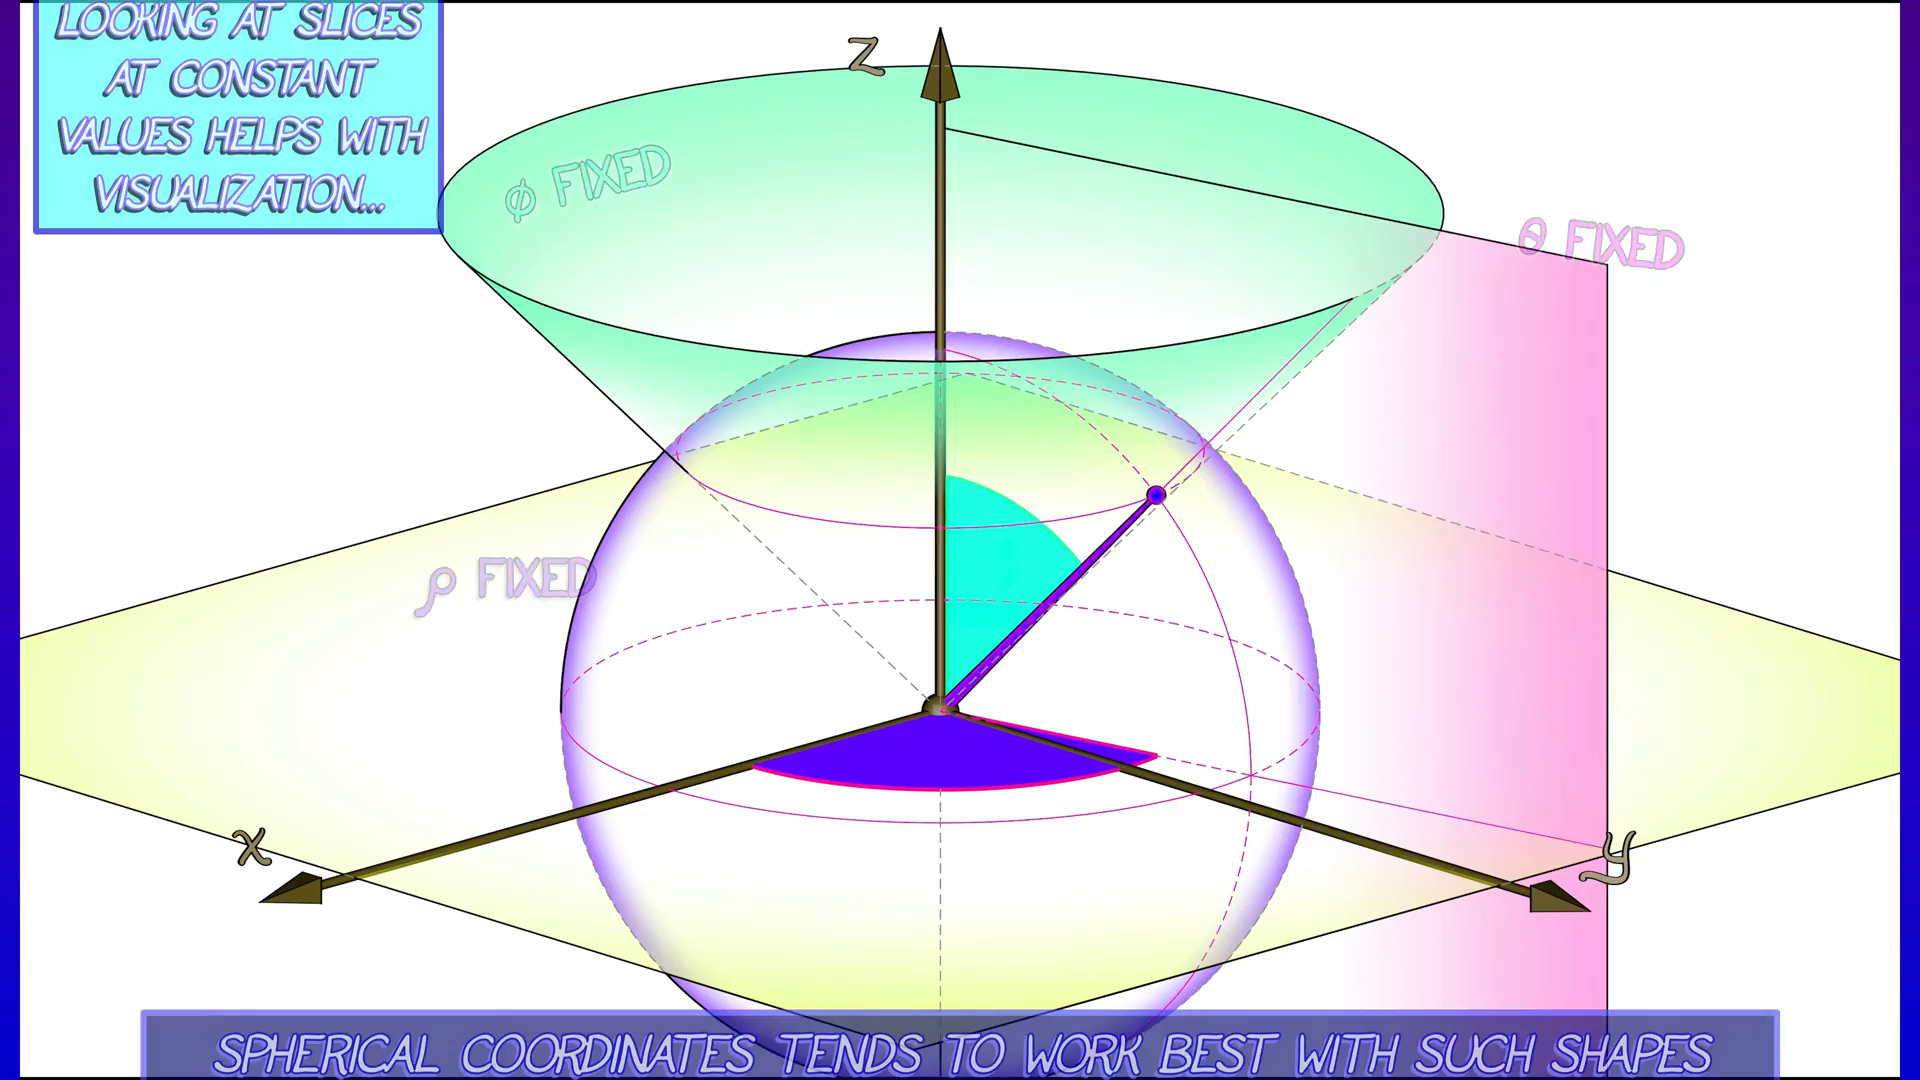 LOOKING AT SLICES
AT CONSTANT
VALUES HELPS WITH
VISUALIZATION...
z
ϕ FIXED
θ FIXED
ρ FIXED
x
y
SPHERICAL COORDINATES TENDS TO WORK BEST WITH SUCH SHAPES